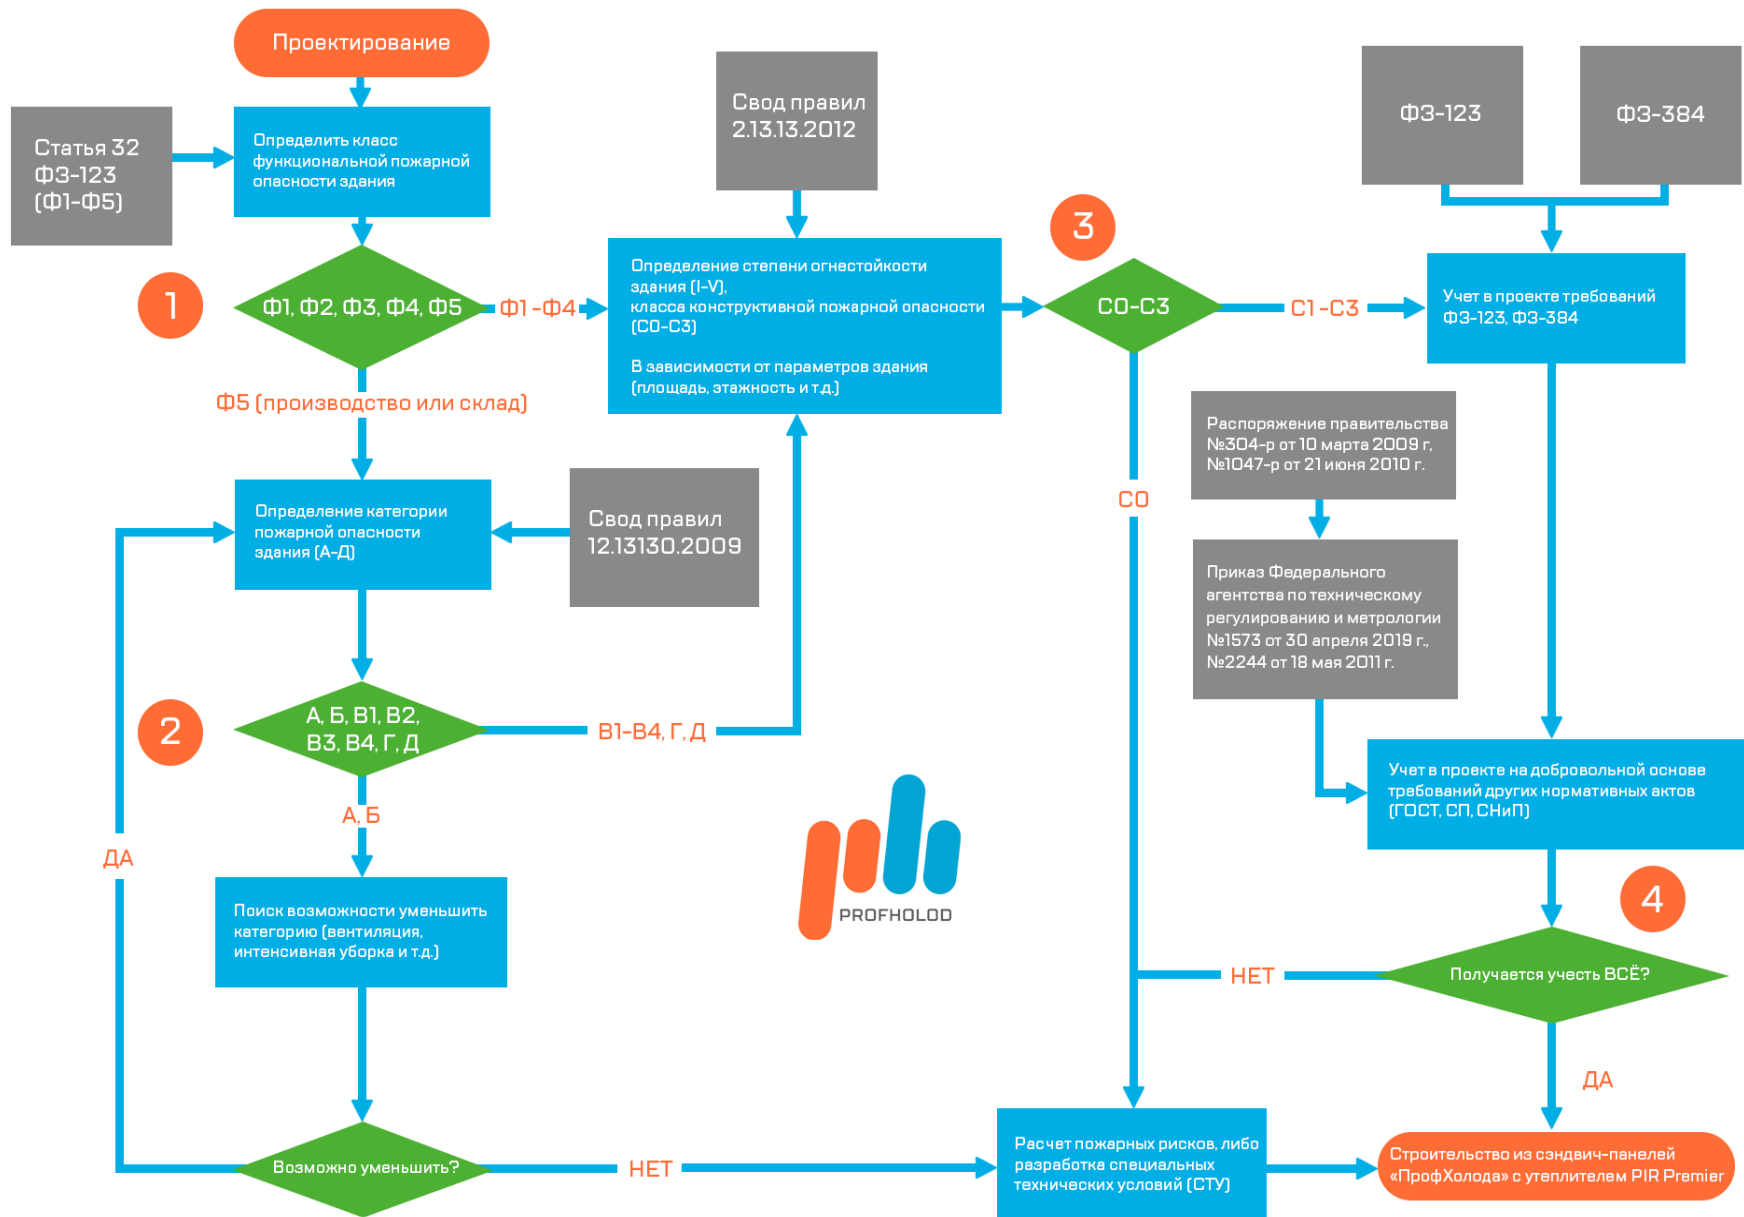 Проектирование
Статья 32
ФЗ-123
(Ф1-Ф5)
Определить класс
функциональной пожарной
опасности здания
1
Ф1, Ф2, Ф3, Ф4, Ф5
Ф1 -Ф4
Ф5 (производство или склад)
Свод правил
2.13.13.2012
Определение степени огнестойкости
здания (I-V),
класса конструктивной пожарной опасности
(С0-С3)
В зависимости от параметров здания
(площадь, этажность и т.д.)
3
С0-С3
С1 -С3
С0
ФЗ-123
ФЗ-384
Учет в проекте требований
ФЗ-123, ФЗ-384
Распоряжение правительства
№304-р от 10 марта 2009 г,
№1047-р от 21 июня 2010 г.
Приказ Федерального
агентства по техническому
регулированию и метрологии
№1573 от 30 апреля 2019 г.,
№2244 от 18 мая 2011 г.
Определение категории
пожарной опасности
здания (А-Д)
Свод правил
12.13130.2009
2
А, Б, В1, В2,
В3, В4, Г, Д
В1-В4, Г, Д
А, Б
ДА
Поиск возможности уменьшить
категорию (вентиляция,
интенсивная уборка и т.д.)
Возможно уменьшить?
НЕТ
PROFHOLOD
Учет в проекте на добровольной основе
требований других нормативных актов
(ГОСТ, СП, СНиП)
4
Получается учесть ВСЁ?
НЕТ
ДА
Расчет пожарных рисков, либо
разработка специальных
технических условий (СТУ)
Строительство из сэндвич-панелей
«ПрофХолода» с утеплителем PIR Premier